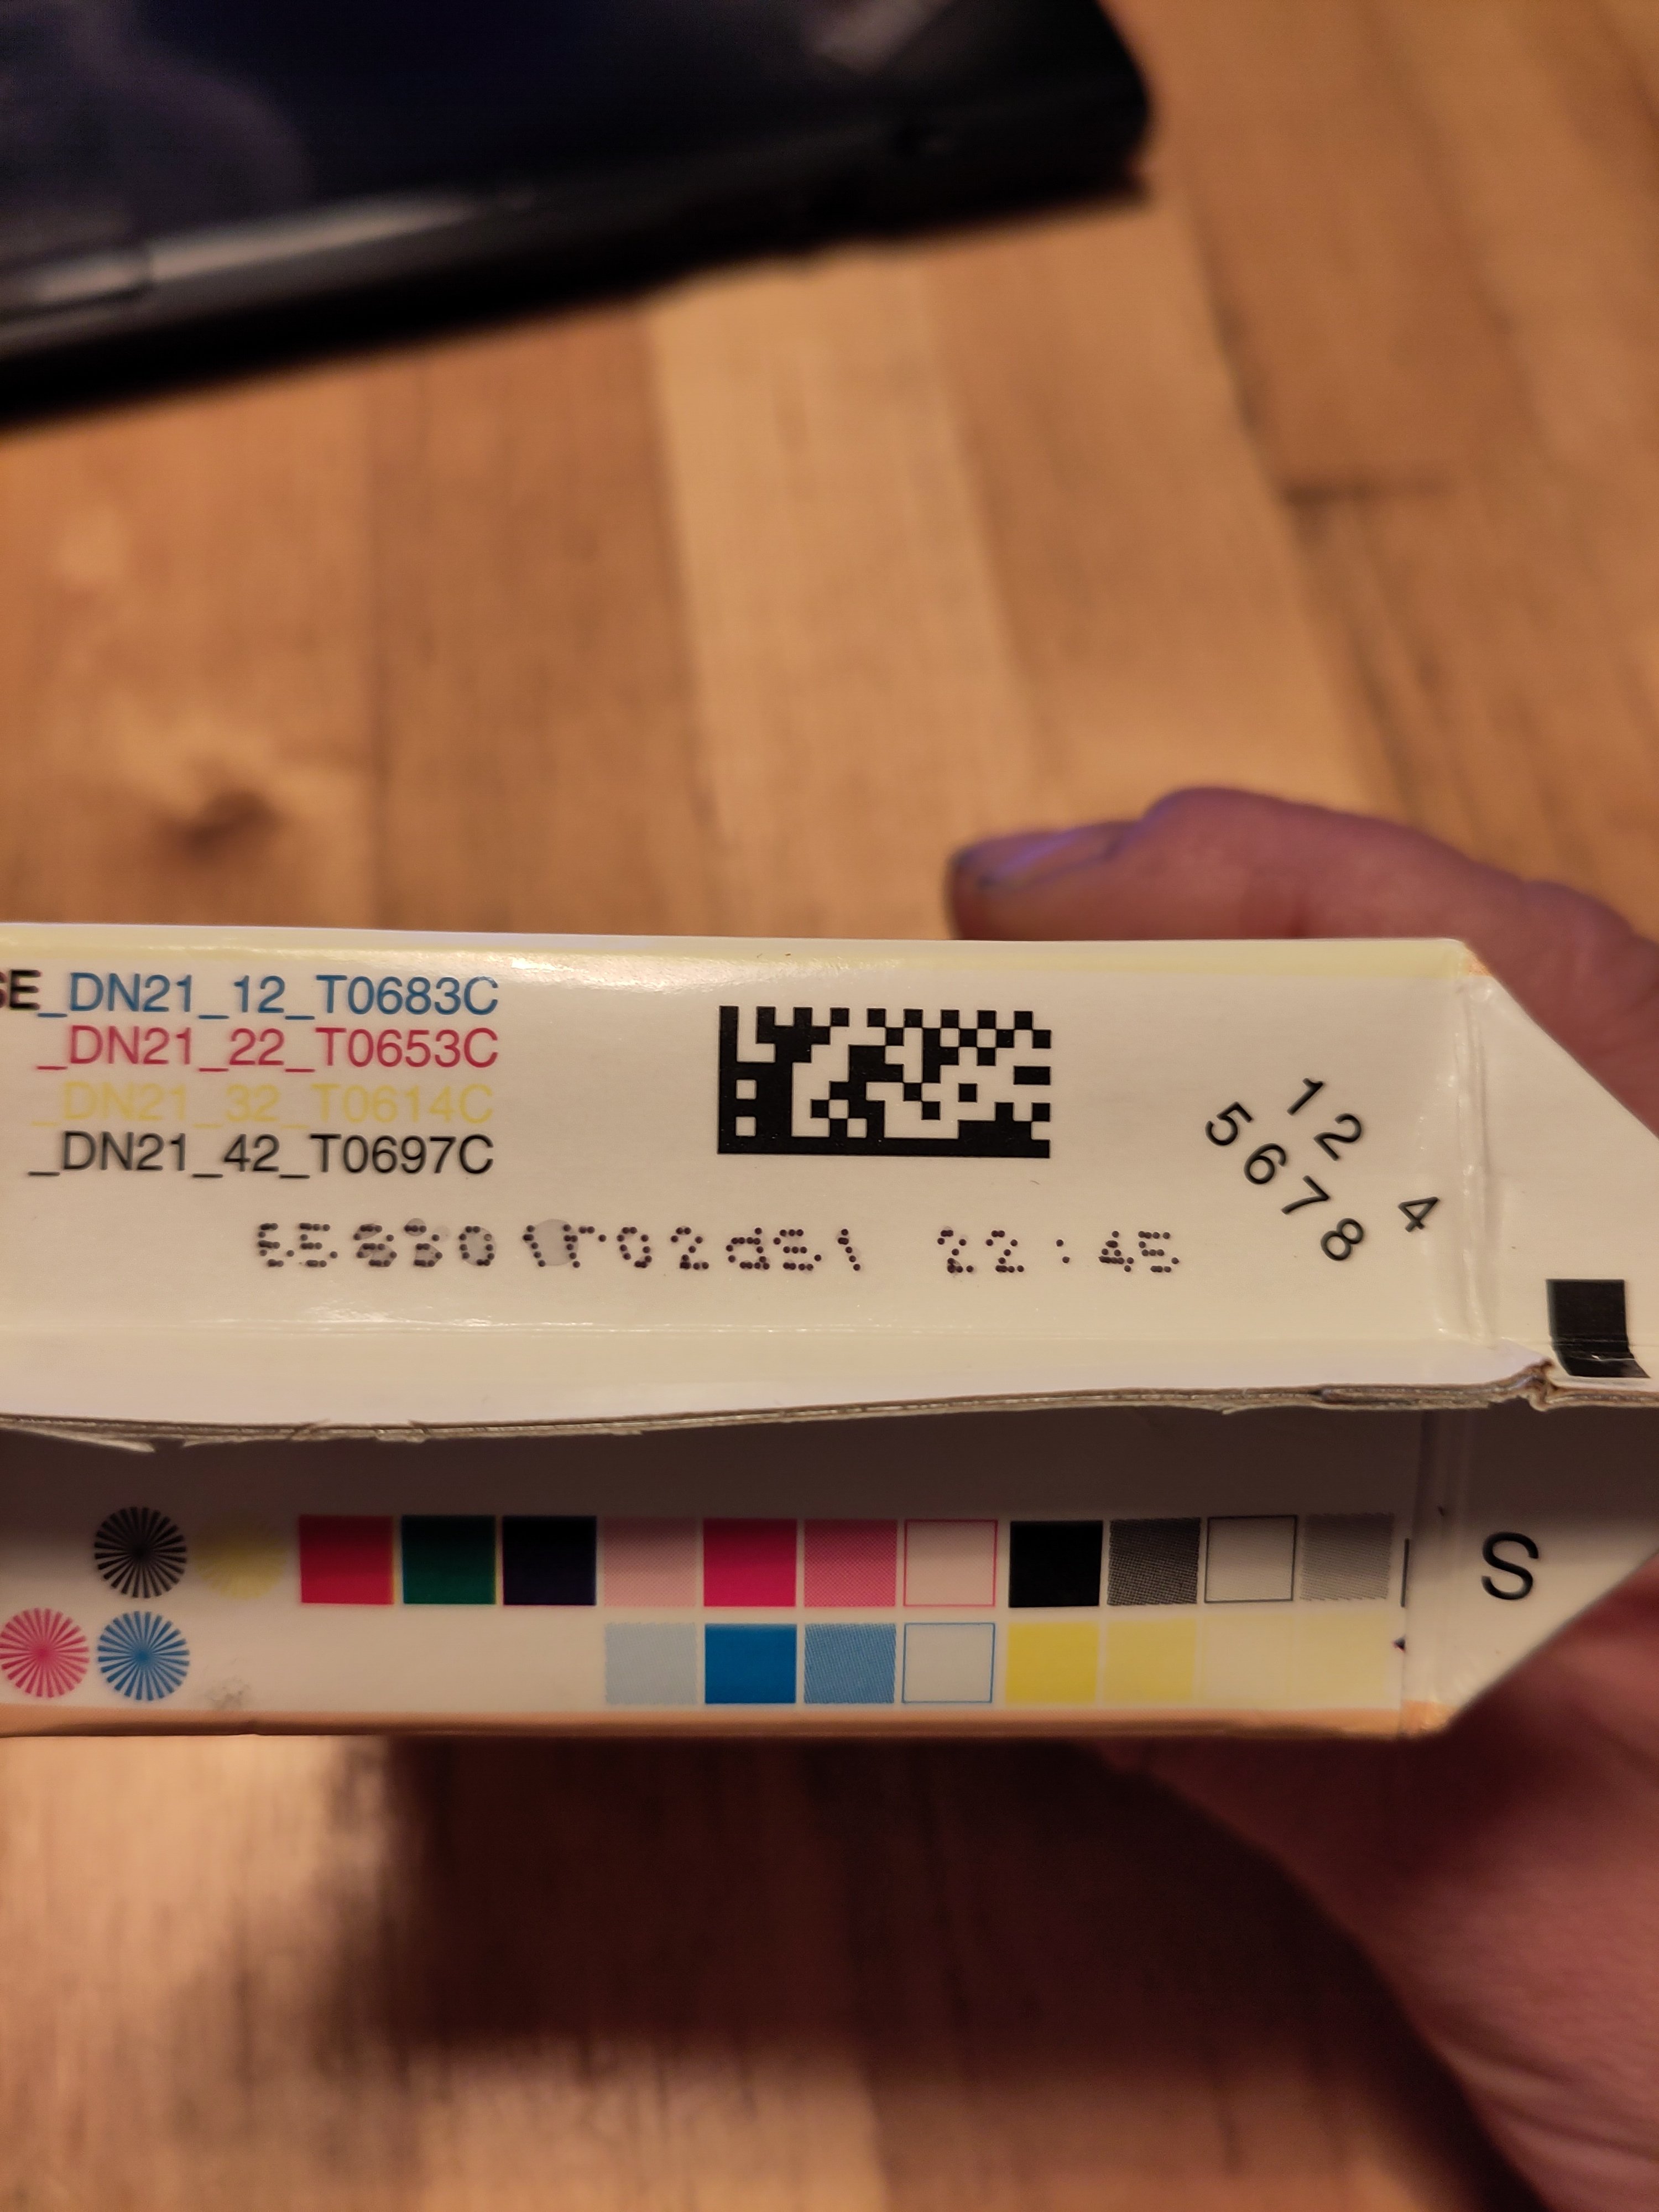 SE_DN21_12_T0683C
_DN21_22_T0653C
_DN21_32_T0614C
_DN21_42_T0697C
22:45
12 4
5678
S